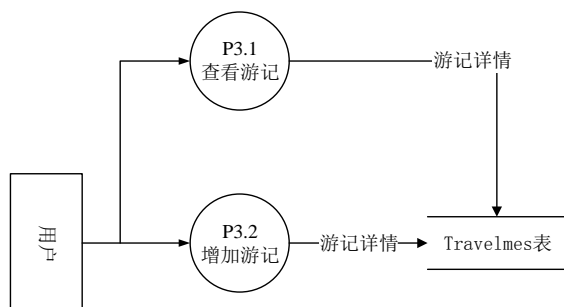 P3.1
查看游记
游记详情
用户
P3.2
增加游记
游记详情
Travelmes表